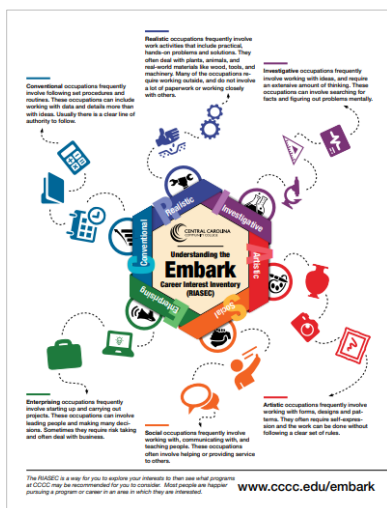 Realistic occupations frequently involve
work activities that include practical,
hands-on problems and solutions. They
often deal with plants, animals, and
real-world materials like wood, tools, and
machinery. Many of the occupations re-
quire working outside, and do not involve
a lot of paperwork or working closely
with others.
Conventional occupations frequently
involve following set procedures and
routines. These occupations can include
working with data and details more than
with ideas. Usually there is a clear line of
authority to follow.
Investigative occupations frequently
involve working with ideas, and require
an extensive amount of thinking. These
occupations can involve searching for
facts and figuring out problems mentally.
Realistic
Investigative
Conventional
Artistic
Enterprising
Social
CENTRAL CAROLINA
COMMUNITY COLLEGE
Understanding the
Embark
Career Interest Inventory
(RIASEC)
Enterprising occupations frequently
involve starting up and carrying out
projects. These occupations can involve
leading people and making many deci-
sions. Sometimes they require risk taking
and often deal with business.
Social occupations frequently involve
working with, communicating with, and
teaching people. These occupations
often involve helping or providing service
to others.
Artistic occupations frequently involve
working with forms, designs and pat-
terns. They often require self-expres-
sion and the work can be done without
following a clear set of rules.
The RIASEC is a way for you to explore your interests to then see what programs
at CCCC may be recommended for you to consider. Most people are happier
pursuing a program or career in an area in which they are interested.
www.cccc.edu/embark